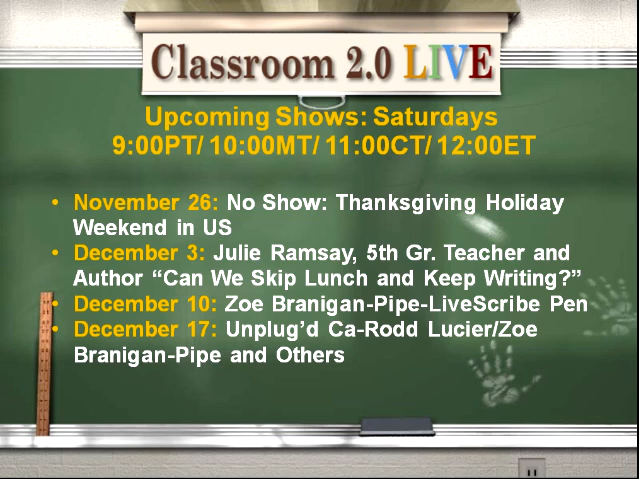 Classroom 2.0 LIVE
Upcoming Shows: Saturdays
9:00PT/ 10:00MT/ 11:00CT/ 12:00ET
• November 26: No Show: Thanksgiving Holiday
Weekend in US
• December 3: Julie Ramsay, 5th Gr. Teacher and
Author “Can We Skip Lunch and Keep Writing?”
• December 10: Zoe Branigan-Pipe-LiveScribe Pen
• December 17: Unplug’d Ca-Rodd Lucier/Zoe
Branigan-Pipe and Others